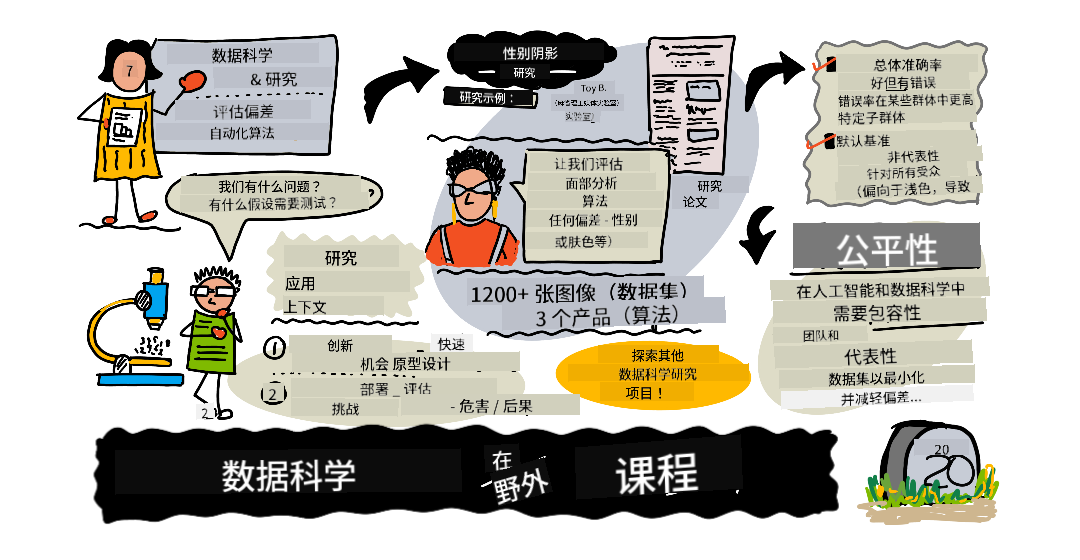 7
数据科学
& 研究
评估偏差
自动化算法
我们有什么问题？
有什么假设需要测试？
研究
应用
上下文
1
创新
快速
机会 原型设计
2
部署 _ 评估
挑战
- 危害 / 后果
2
性别阴影
研究
研究示例：
Toy B.
实验室）
让我们评估
面部分析
算法
任何偏差 - 性别
或肤色等）
研究
论文
1200+ 张图像（数据集）
3 个产品（算法）
探索其他
数据科学研究
项目！
总体准确率
好但有错误
错误率在某些群体中更高
特定子群体
默认基准
非代表性
针对所有受众
（偏向于浅色，导致
公平性
在人工智能和数据科学中
需要包容性
团队和
代表性
数据集以最小化
并减轻偏差...
数据科学
在
野外
课程
20
20